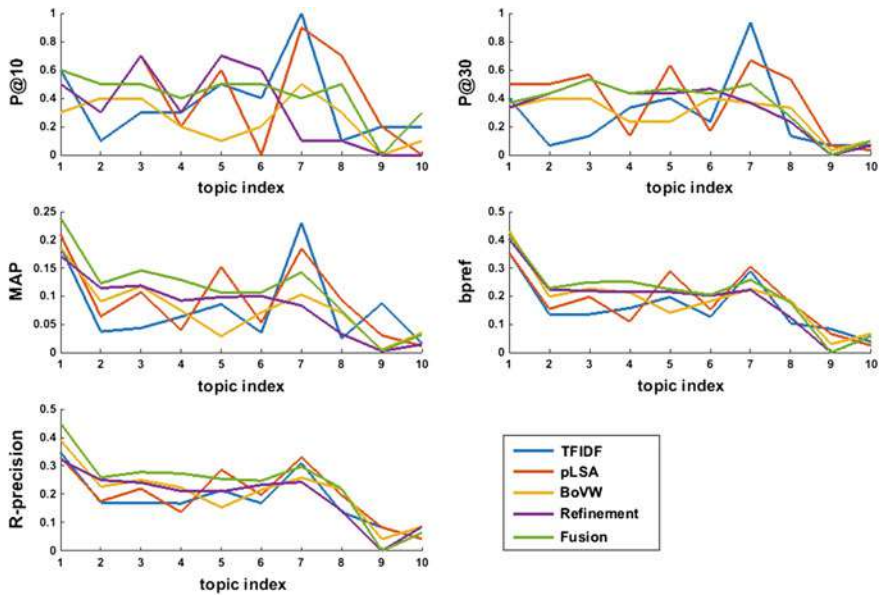 P@10
1
0.8
0.6
0.4
0.2
0
1 2 3 4 5 6 7 8 9 10
topic index
P@30
1
0.8
0.6
0.4
0.2
0
1 2 3 4 5 6 7 8 9 10
topic index
MAP
0.25
0.2
0.15
0.1
0.05
0
1 2 3 4 5 6 7 8 9 10
topic index
bpref
0.5
0.4
0.3
0.2
0.1
0
1 2 3 4 5 6 7 8 9 10
topic index
R-precision
0.5
0.4
0.3
0.2
0.1
0
1 2 3 4 5 6 7 8 9 10
topic index
TFIDF
pLSA
BoVW
Refinement
Fusion